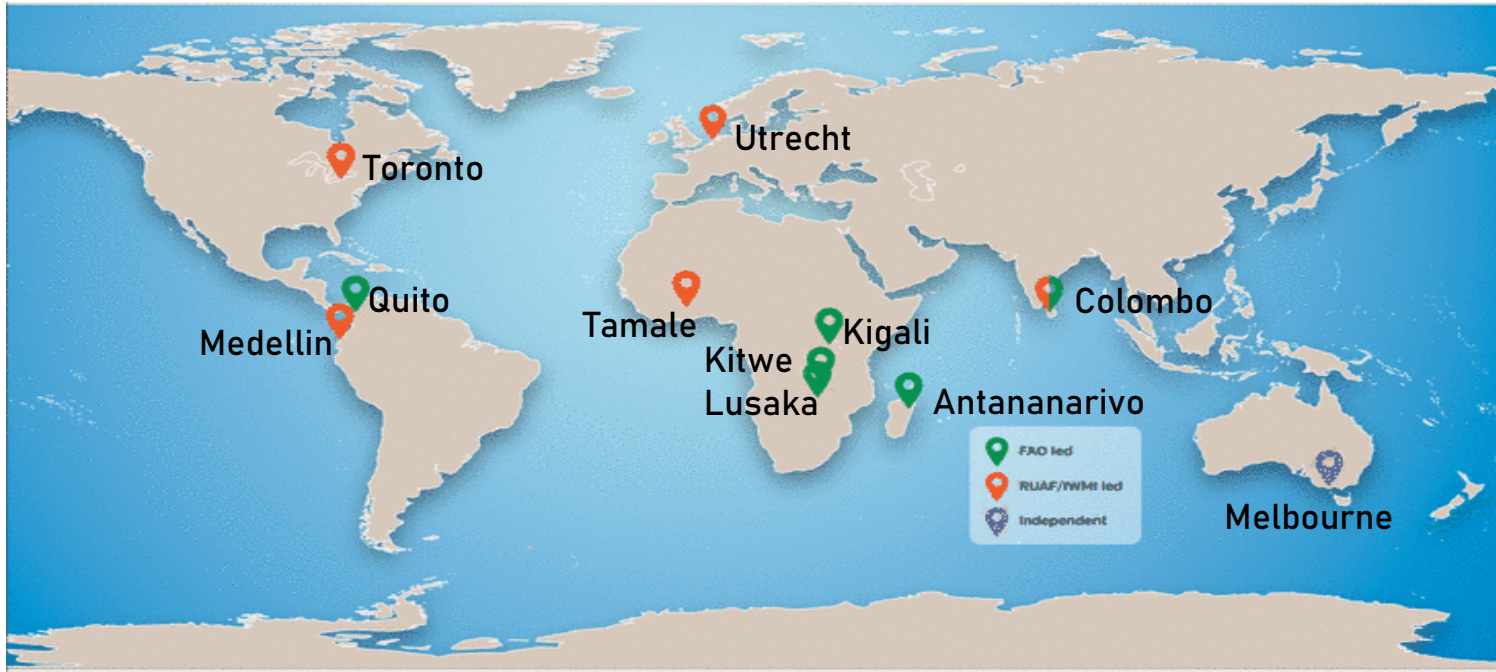 Utrecht
Toronto
Quito
Medellin
Tamale
Kigali
Kitwe
Lusaka
Colombo
Antananarivo
FAO led
RUAF/IWMI led
Independent
Melbourne